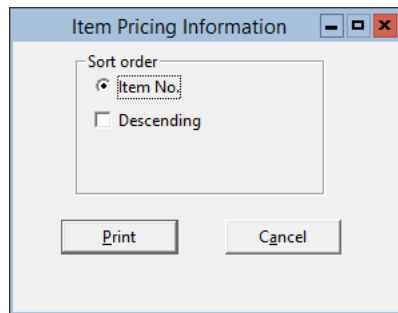 Item Pricing Information
Sort order
Item No.
Descending
Print
Cancel